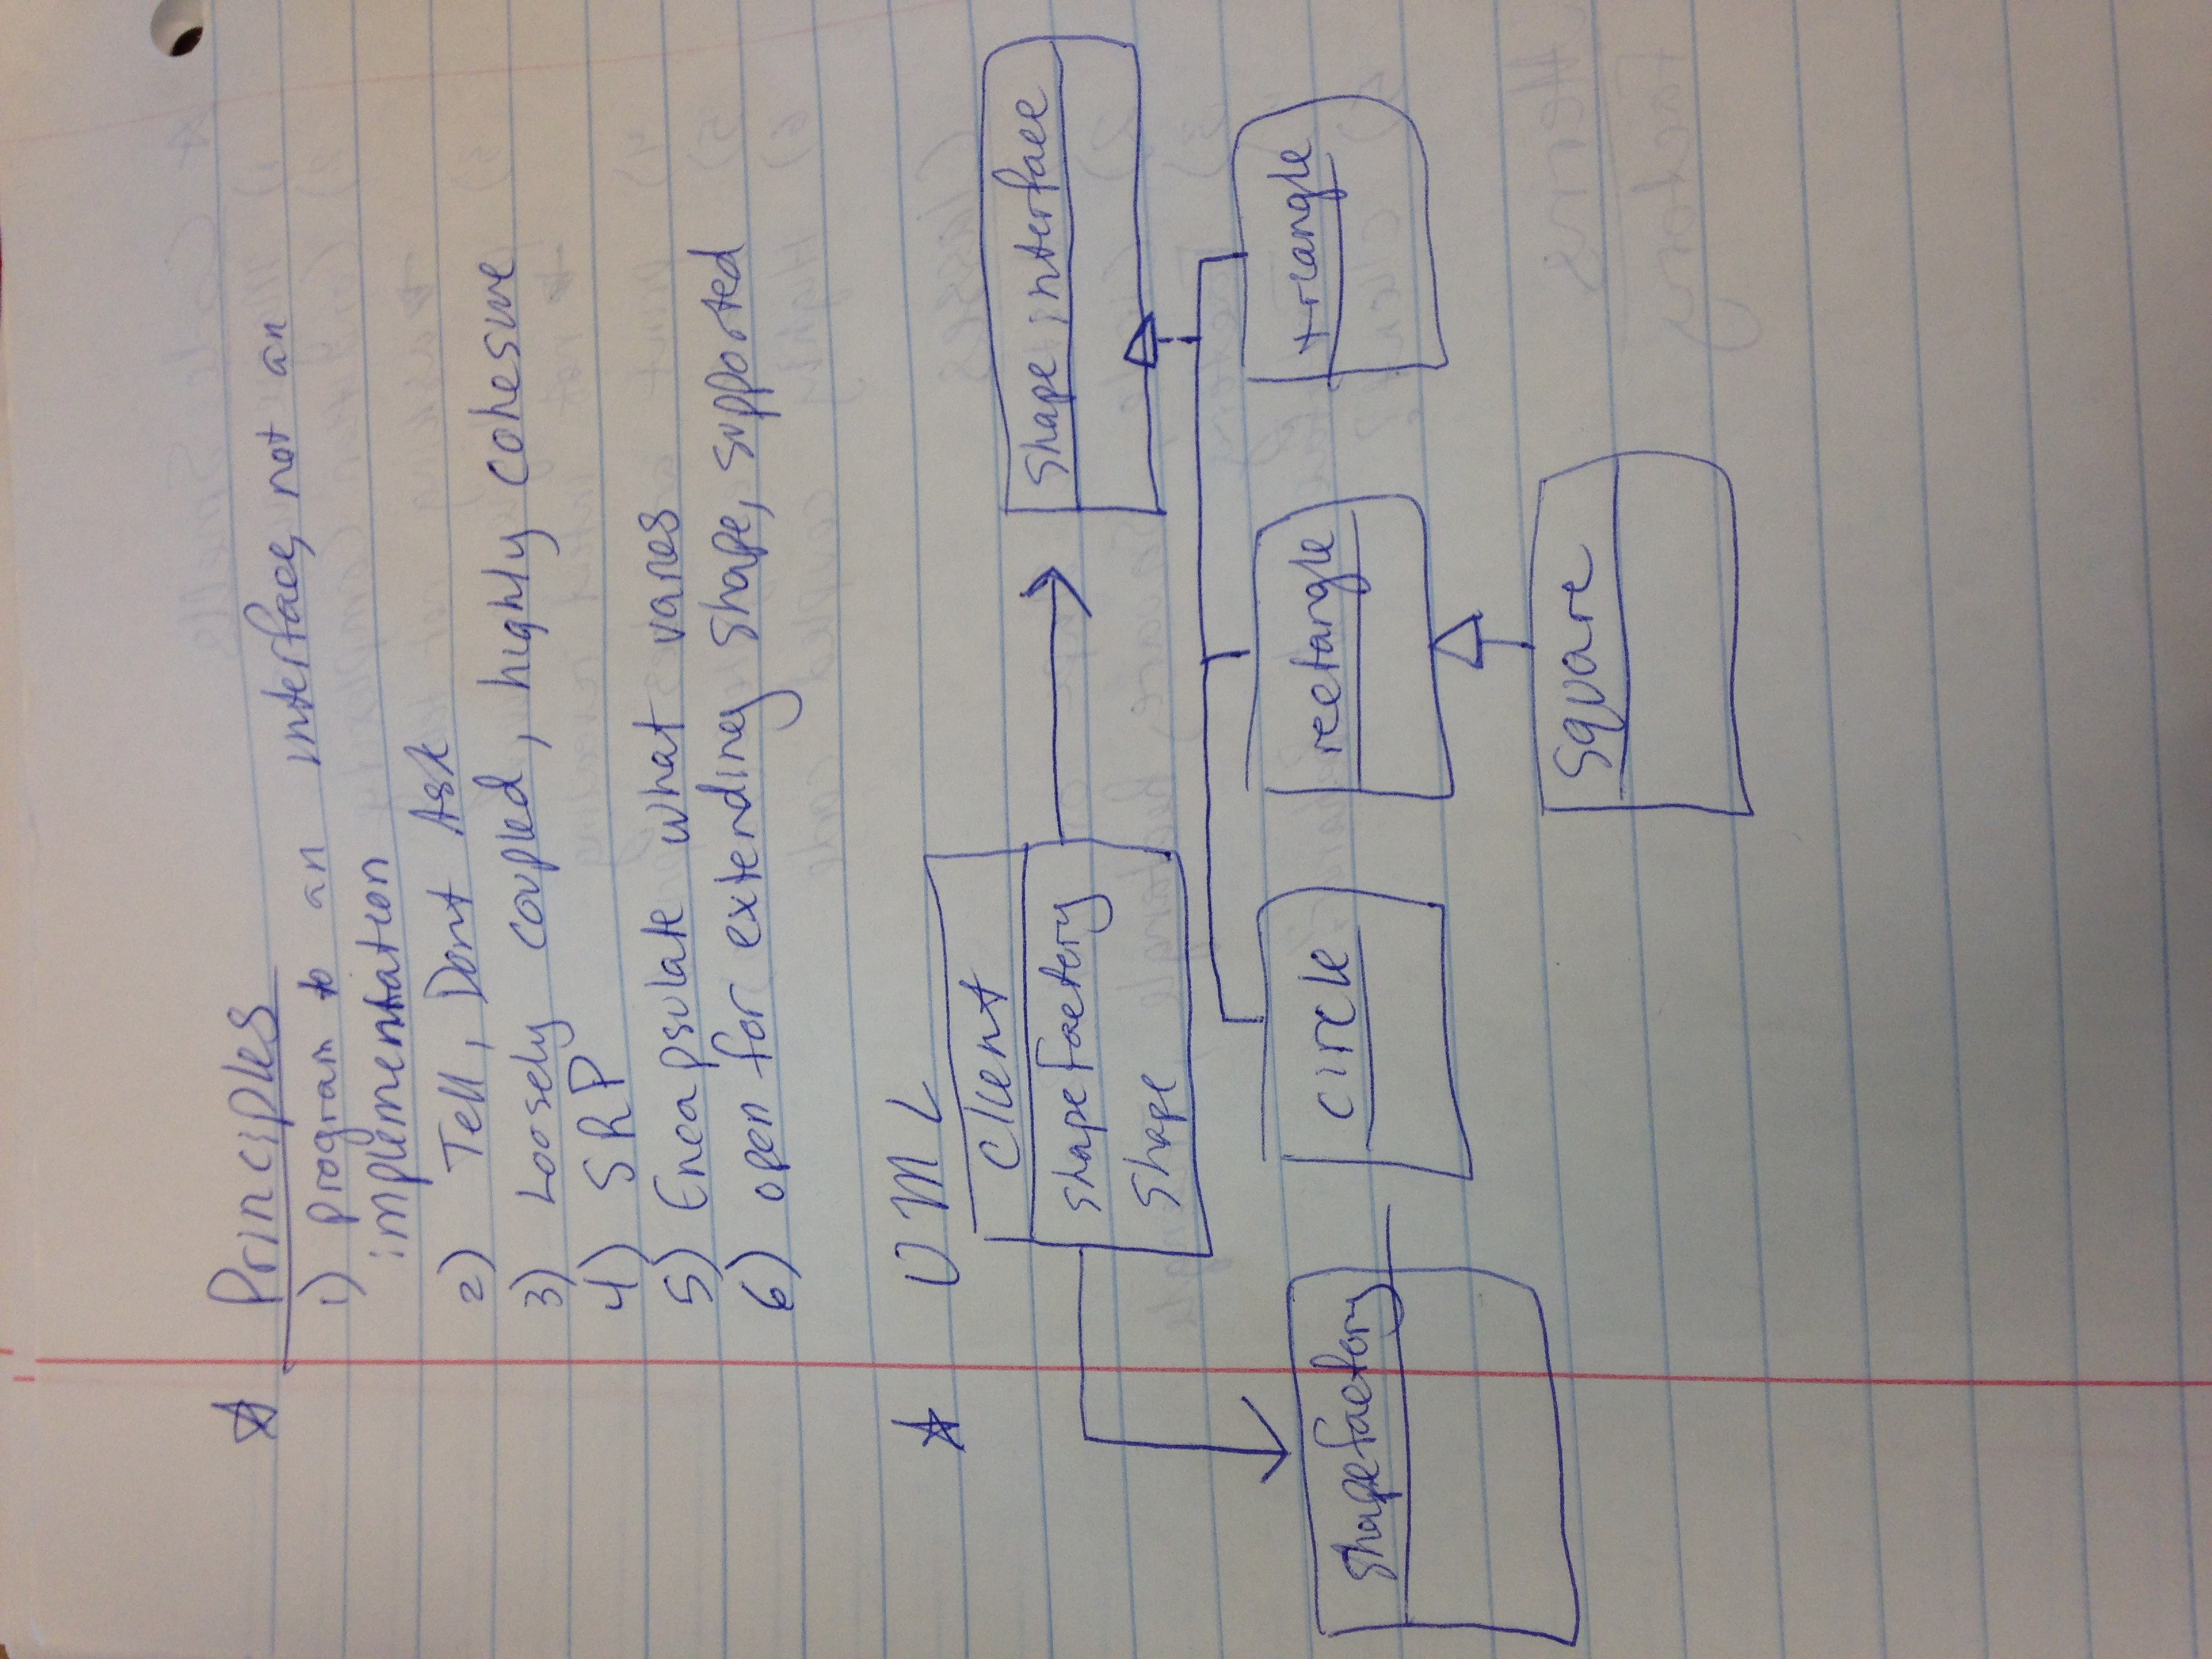 Principles
1) program to an interface, not an
implementation
2) Tell, Dont Ask
3) Loosely coupled, highly cohesive
4) SRP
5) Encapsulate what varies
6) open for extending shape, supported
UML
client
shapefactory
shape
shape interface
shapefactory
circle
rectangle
triangle
square